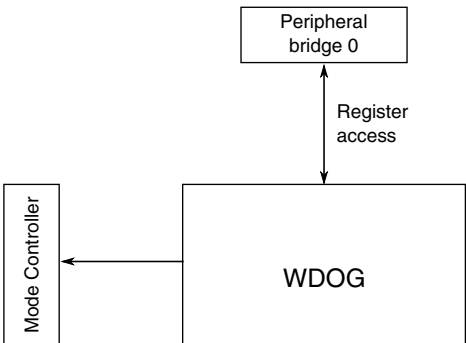 Peripheral
bridge 0
Register
access
Mode Controller
WDOG